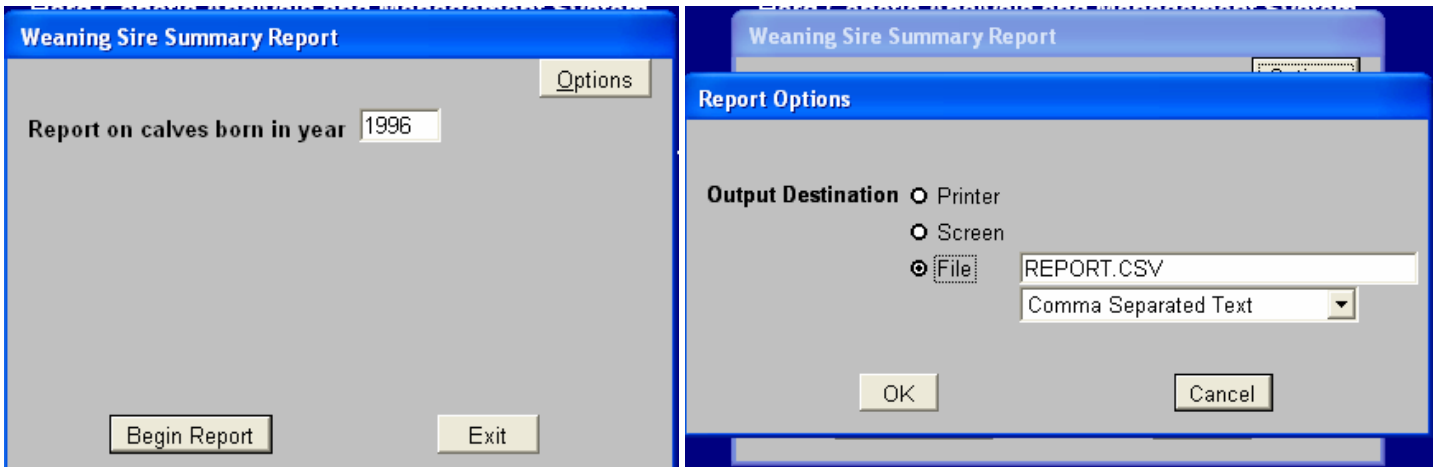 Weaning Sire Summary Report
Options
Report on calves born in year 1996
Begin Report
Exit
Weaning Sire Summary Report
Report Options
Output Destination
Printer
Screen
File
REPORT.CSV
Comma Separated Text
OK
Cancel